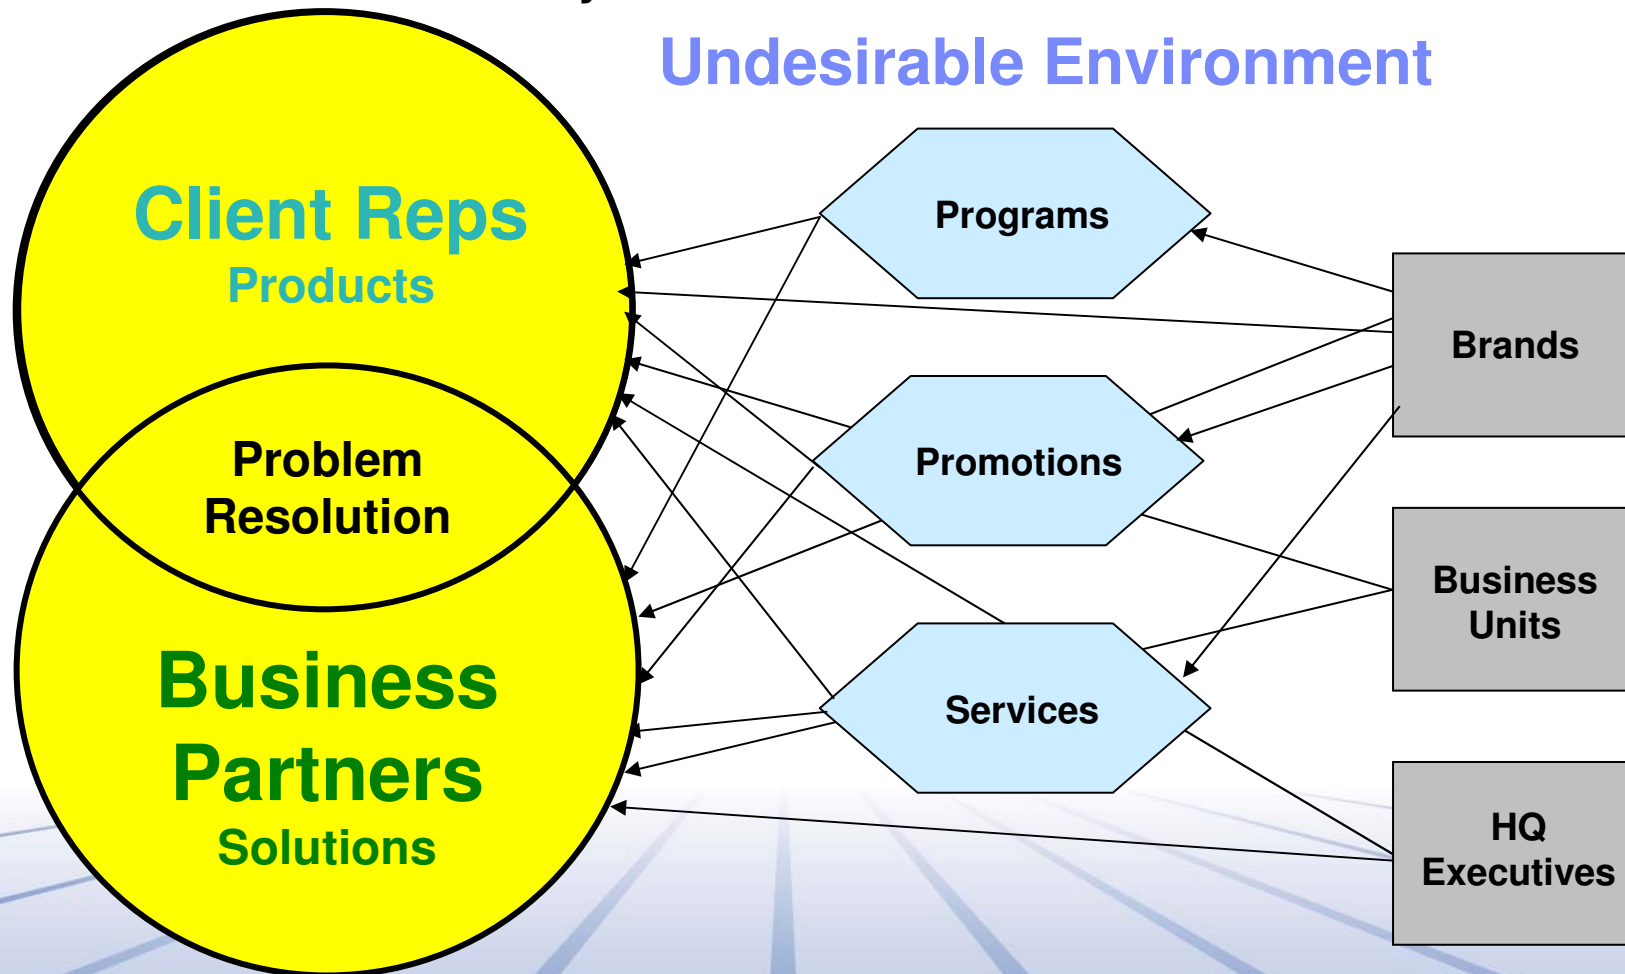 Undesirable Environment
Client Reps
Products
Problem
Resolution
Business
Partners
Solutions
Programs
Promotions
Services
Brands
Business
Units
HQ
Executives